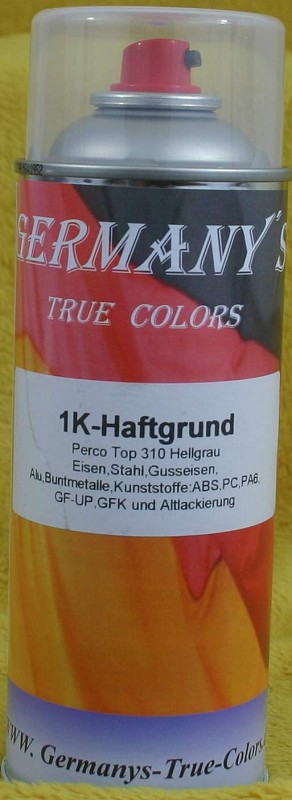 GERMANY´S
TRUE COLORS
1K-Haftgrund
Perco Top 310 Hellgrau
Eisen,Stahl,Gusseisen,
Alu,Buntmetalle,Kunststoffe:ABS,PC,PA6,
GF-UP,GFK und Altlackierung
WWW. Germanys-True-Colors.